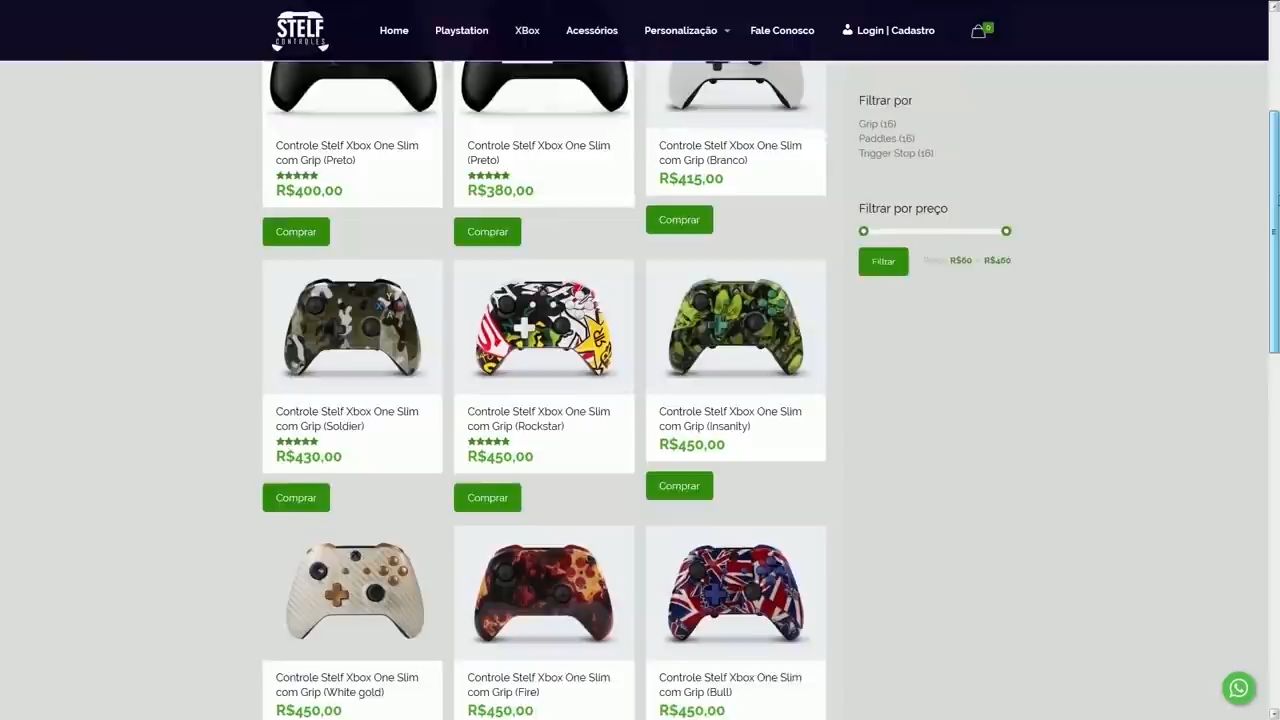 STELF
CONTROLES
Home
Playstation
XBox
Acessórios
Personalização
Fale Conosco
Login | Cadastro
0
Controle Stelf Xbox One Slim
com Grip (Preto)
R$400,00
Comprar
Controle Stelf Xbox One Slim
(Preto)
R$380,00
Comprar
Controle Stelf Xbox One Slim
com Grip (Branco)
R$415,00
Comprar
Filtrar por
Grip (16)
Paddles (16)
Trigger Stop (16)
Filtrar por preço
Filtrar
R$60 — R$460
Controle Stelf Xbox One Slim
com Grip (Soldier)
R$430,00
Comprar
Controle Stelf Xbox One Slim
com Grip (Rockstar)
R$450,00
Comprar
Controle Stelf Xbox One Slim
com Grip (Insanity)
R$450,00
Comprar
Controle Stelf Xbox One Slim
com Grip (White gold)
R$450,00
Controle Stelf Xbox One Slim
com Grip (Fire)
R$450,00
Controle Stelf Xbox One Slim
com Grip (Bull)
R$450,00